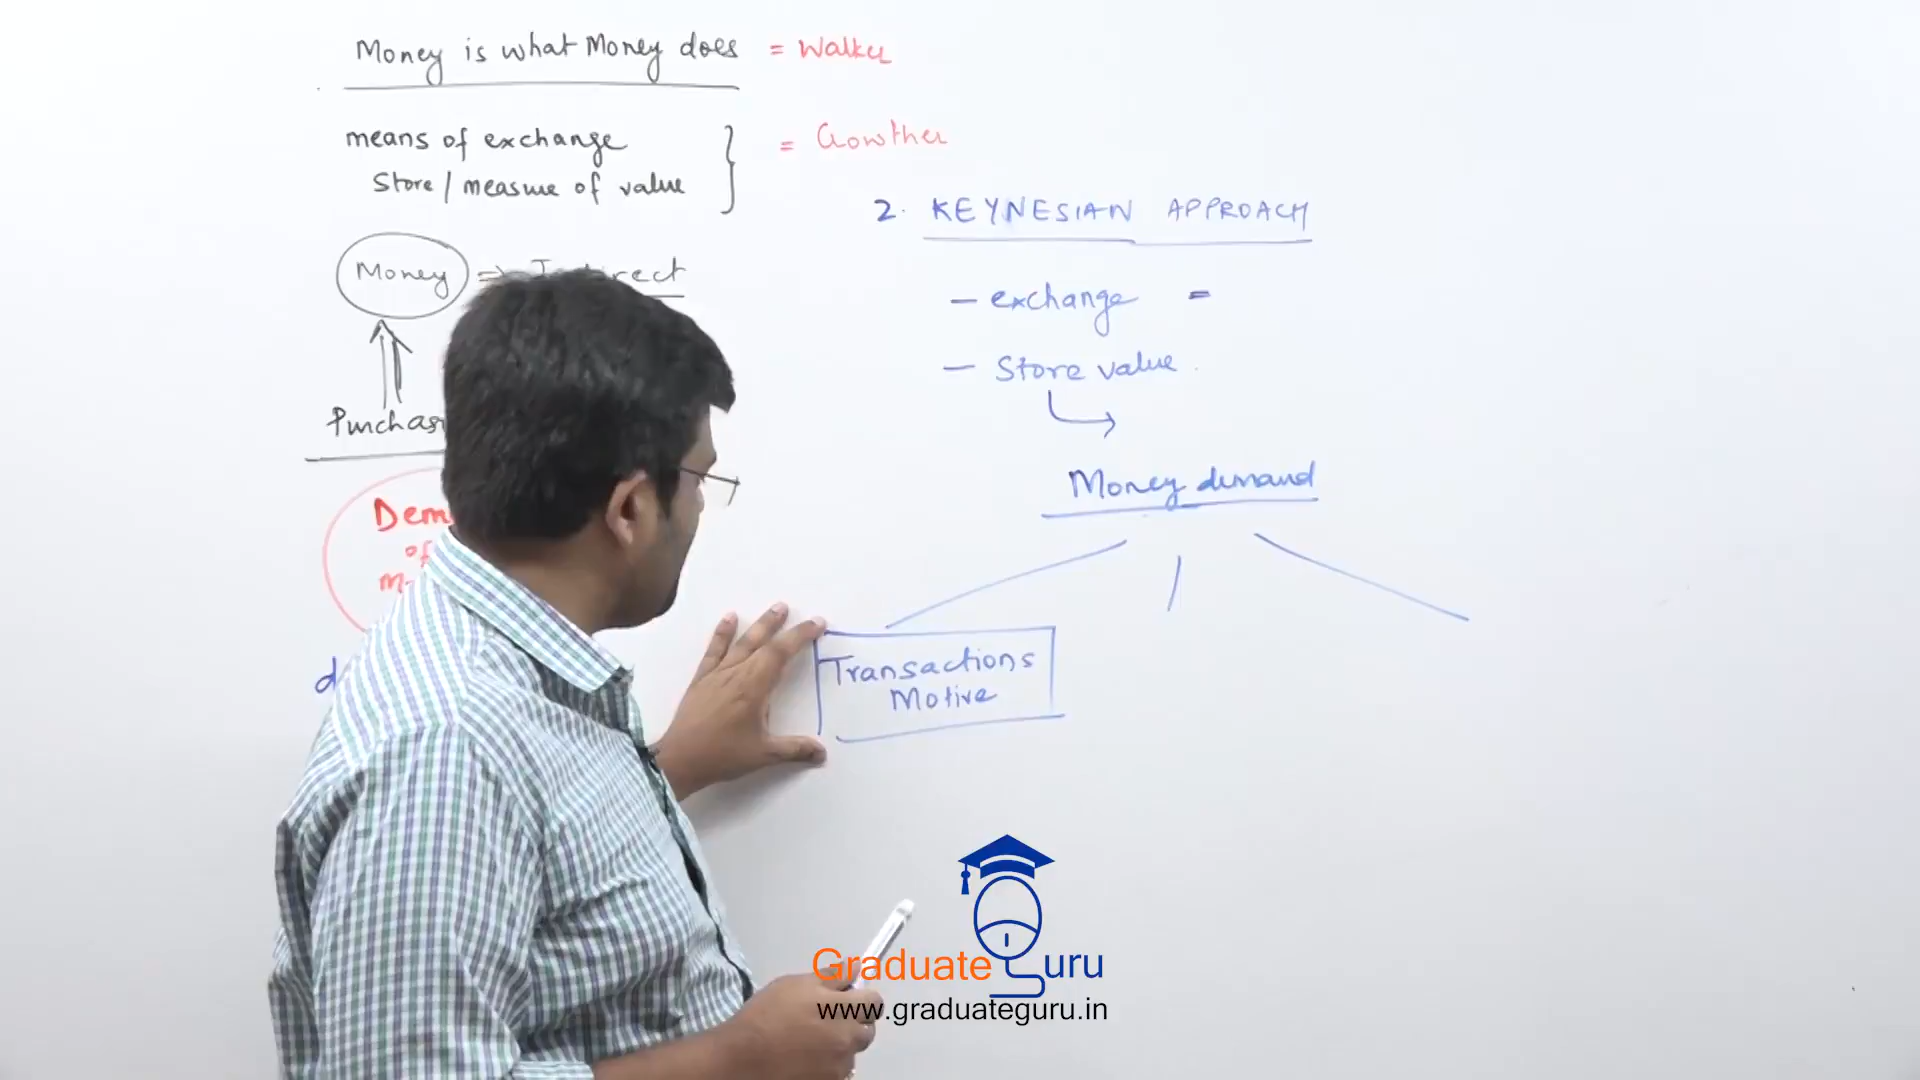 Money is what Money does = Walker
means of exchange
Store / measure of value
= Crowther
Money
Purchas
Dem
of
d
2. KEYNESIAN APPROACH
- exchange =
- Store value
Money demand
Transactions
Motive
Graduate Guru
www.graduateguru.in